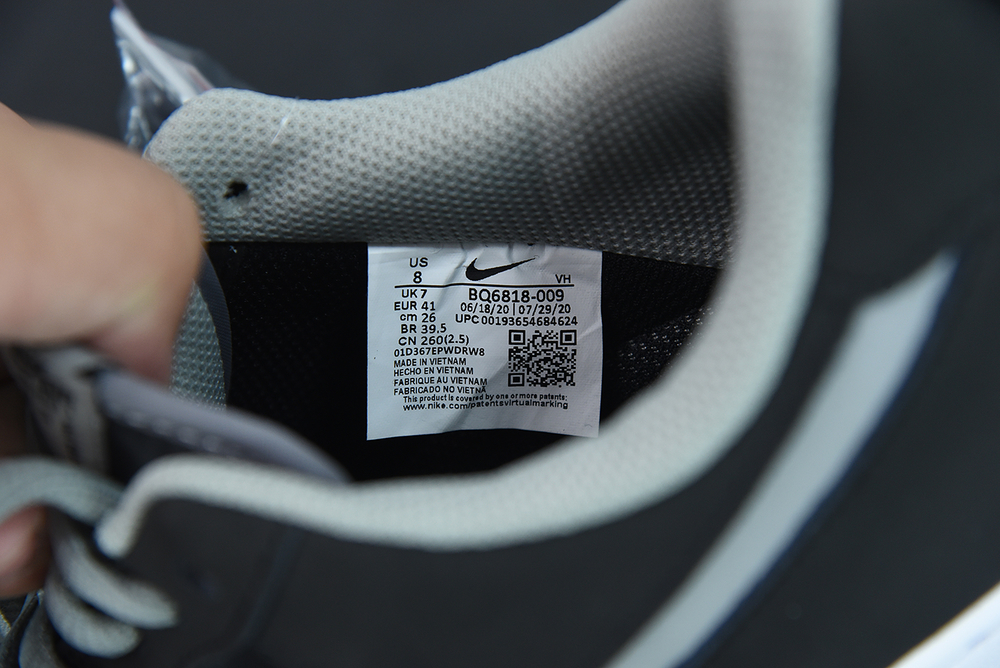 US
8
VH
UK 7
BQ6818-009
EUR 41
06/18/20 | 07/29/20
cm 26
UPC 00193654684624
BR 39.5
CN 260(2.5)
01D367EPWDRW8
MADE IN VIETNAM
HECHO EN VIETNAM
FABRIQUE AU VIETNAM
FABRICADO NO VIETNÃ
This product is covered by one or more patents:
www.nike.com/patentsvirtualmarking